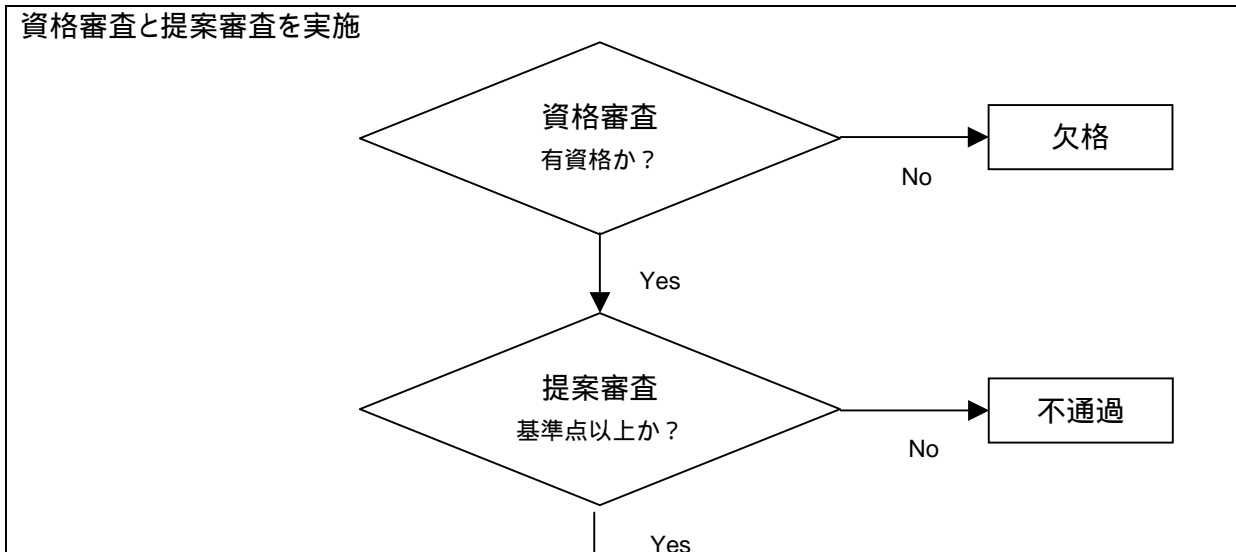 資格審査と提案審査を実施
資格審査
有資格か？
欠格
No
Yes
提案審査
基準点以上か？
不通過
No
Yes